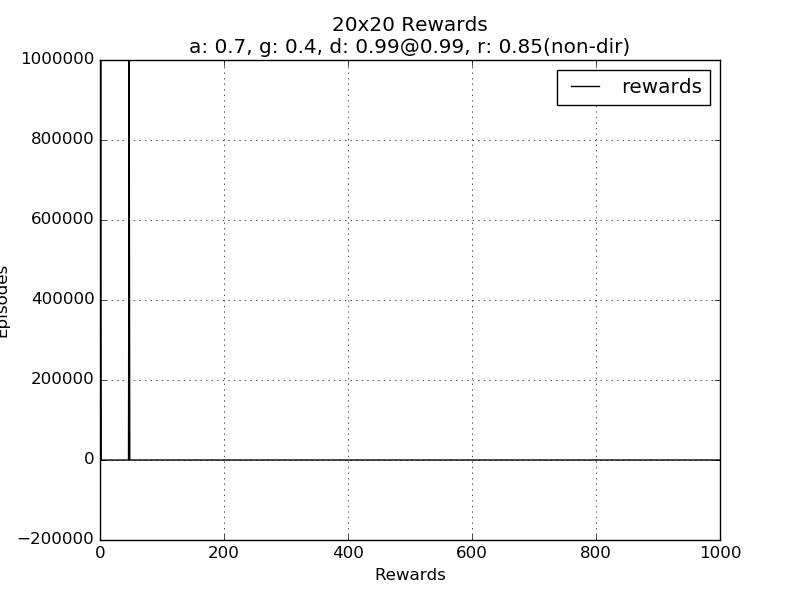 20x20 Rewards
a: 0.7, g: 0.4, d: 0.99@0.99, r: 0.85(non-dir)
1000000
rewards
800000
600000
400000
Episodes
200000
0
−200000
0 200 400 600 800 1000
Rewards